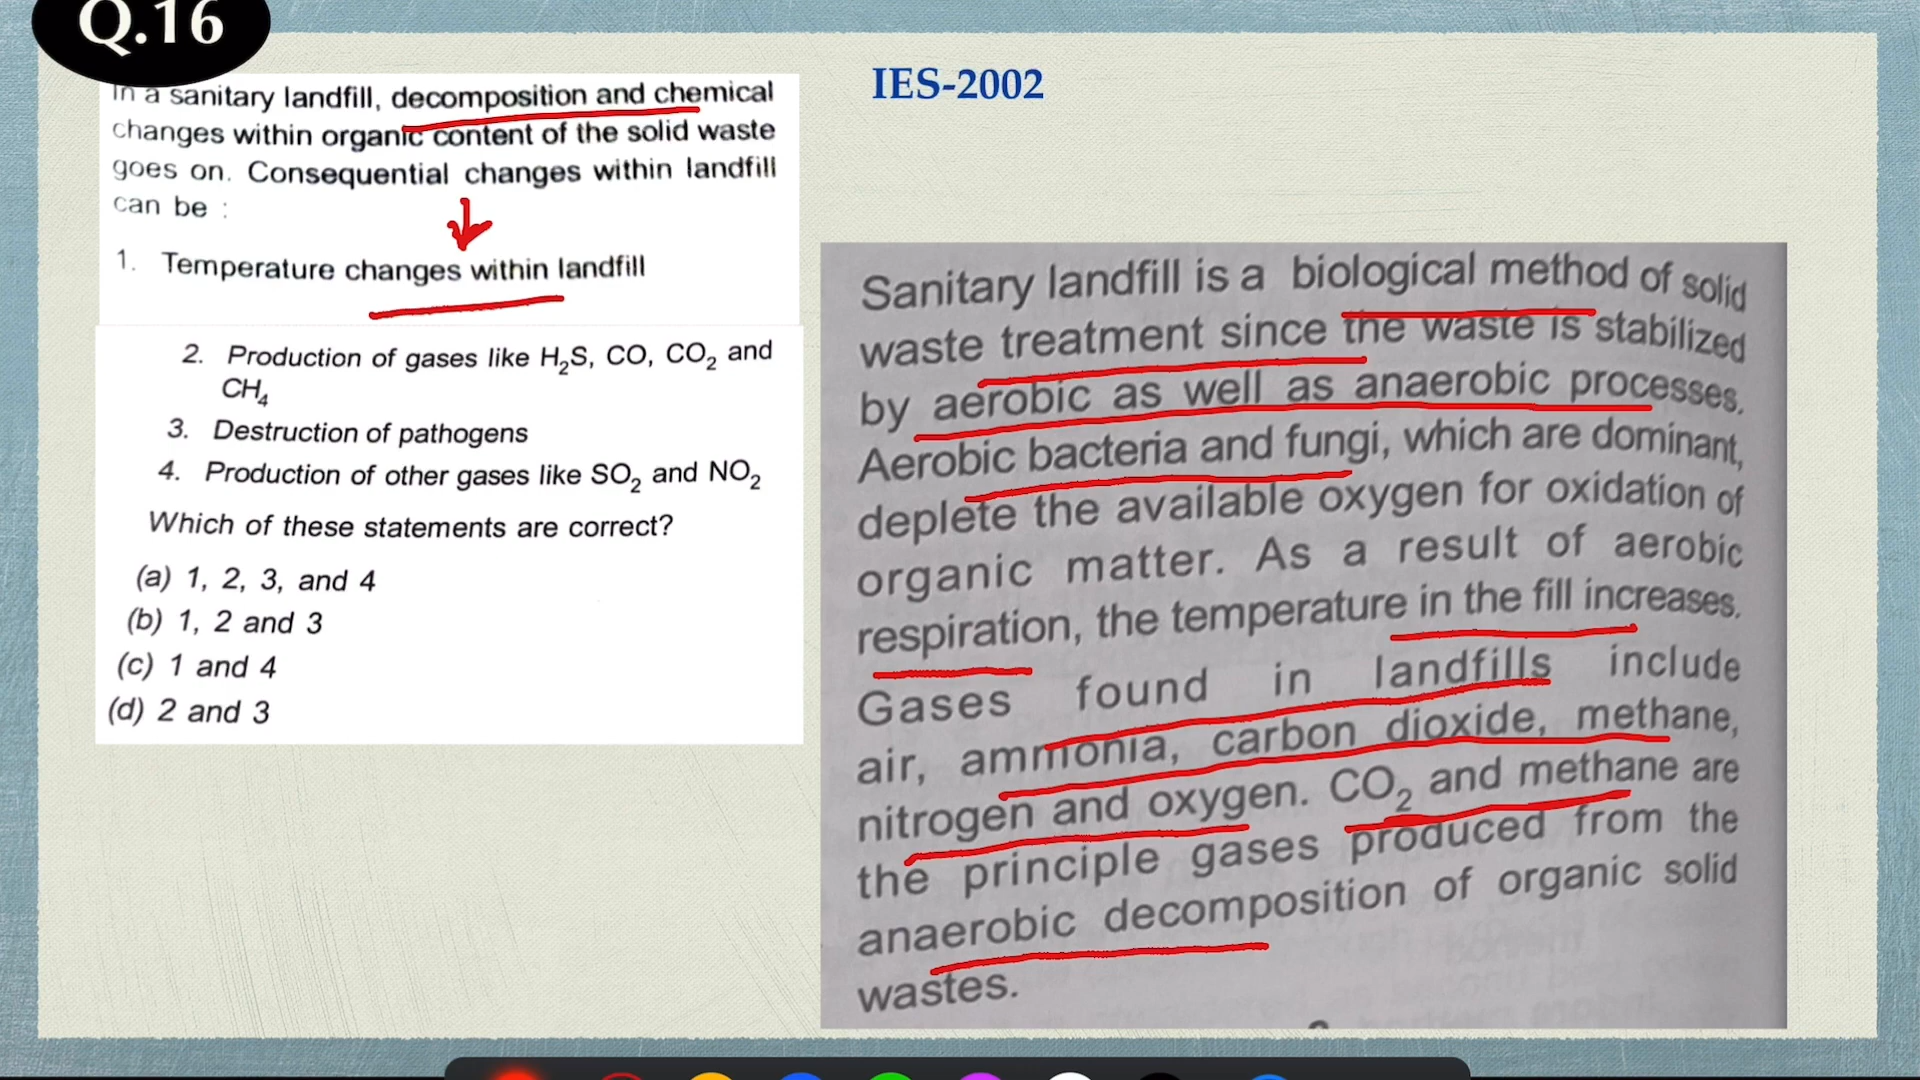 Q.16
In a sanitary landfill, decomposition and chemical
changes within organic content of the solid waste
goes on. Consequential changes within landfill
can be :
1. Temperature changes within landfill
2. Production of gases like H₂S, CO, CO₂ and
CH₄
3. Destruction of pathogens
4. Production of other gases like SO₂ and NO₂
Which of these statements are correct?
(a) 1, 2, 3, and 4
(b) 1, 2 and 3
(c) 1 and 4
(d) 2 and 3
IES-2002
Sanitary landfill is a biological method of solid
waste treatment since the waste is stabilized
by aerobic as well as anaerobic processes.
Aerobic bacteria and fungi, which are dominant,
deplete the available oxygen for oxidation of
organic matter. As a result of aerobic
respiration, the temperature in the fill increases.
Gases found in landfills include
air, ammonia, carbon dioxide, methane,
nitrogen and oxygen. CO₂ and methane are
the principle gases produced from the
anaerobic decomposition of organic solid
wastes.